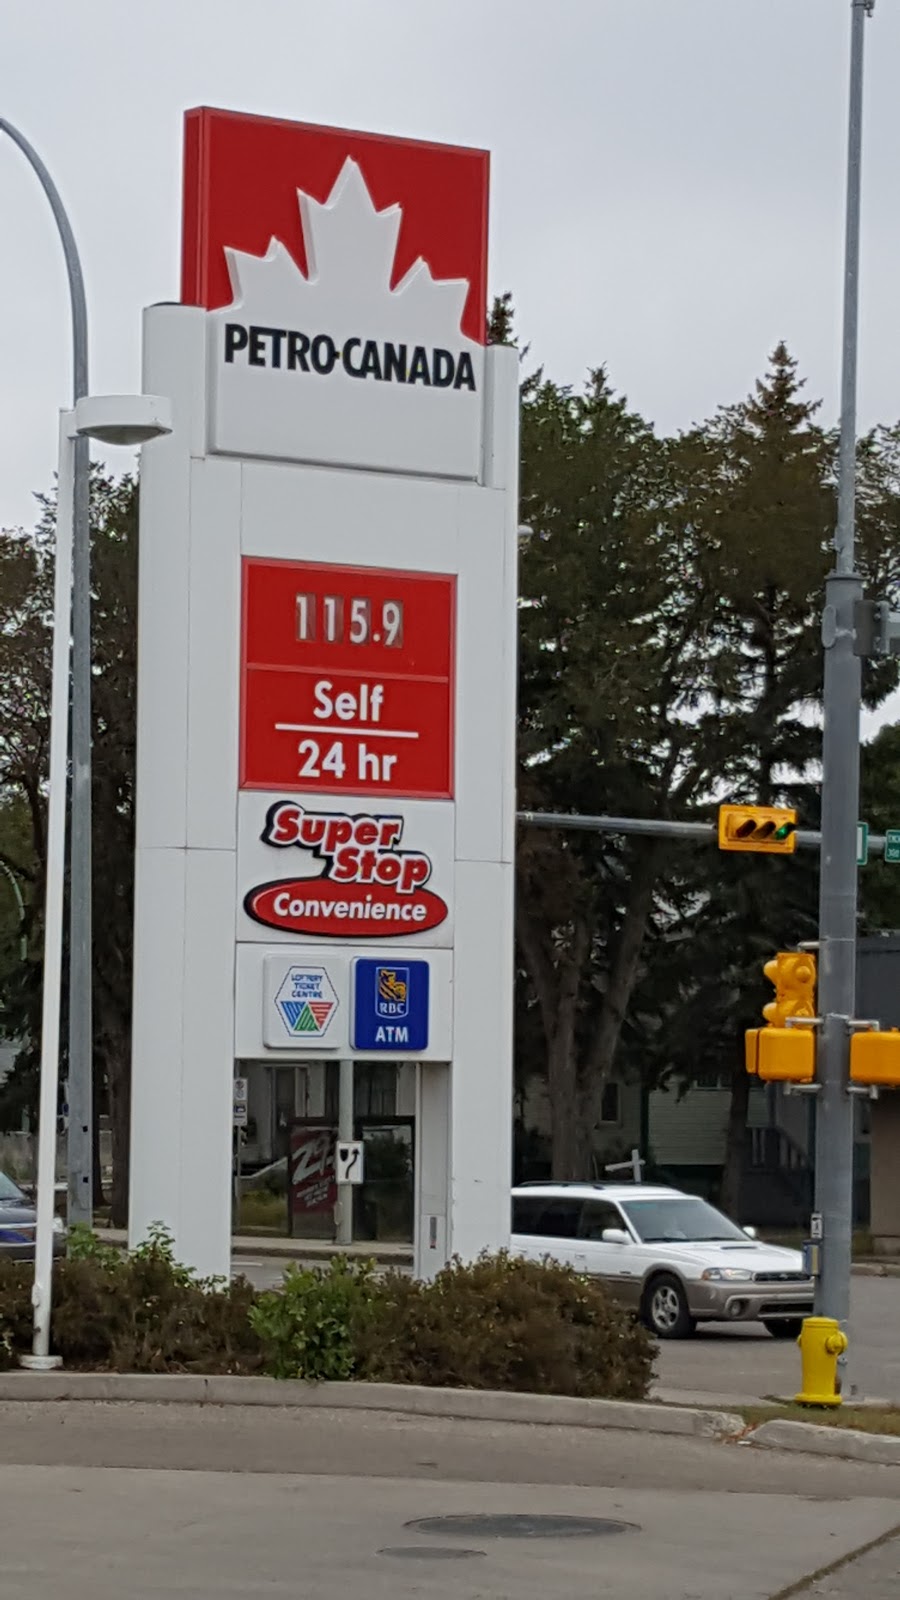 PETRO-CANADA
115.9
Self
24 hr
Super
Stop
Convenience
LOTTERY
TICKET
CENTRE
RBC
ATM